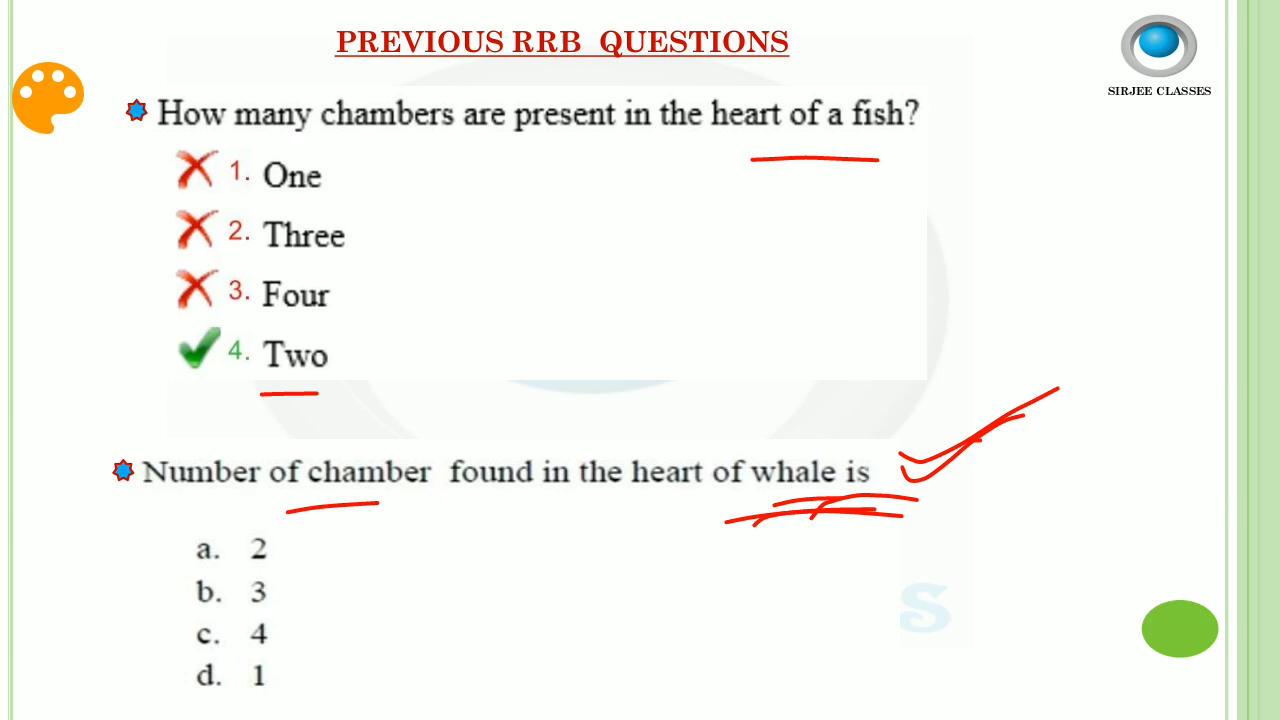 PREVIOUS RRB QUESTIONS
SIRJEE CLASSES
How many chambers are present in the heart of a fish?
1. One
2. Three
3. Four
4. Two
Number of chamber found in the heart of whale is
a. 2
b. 3
c. 4
d. 1
S